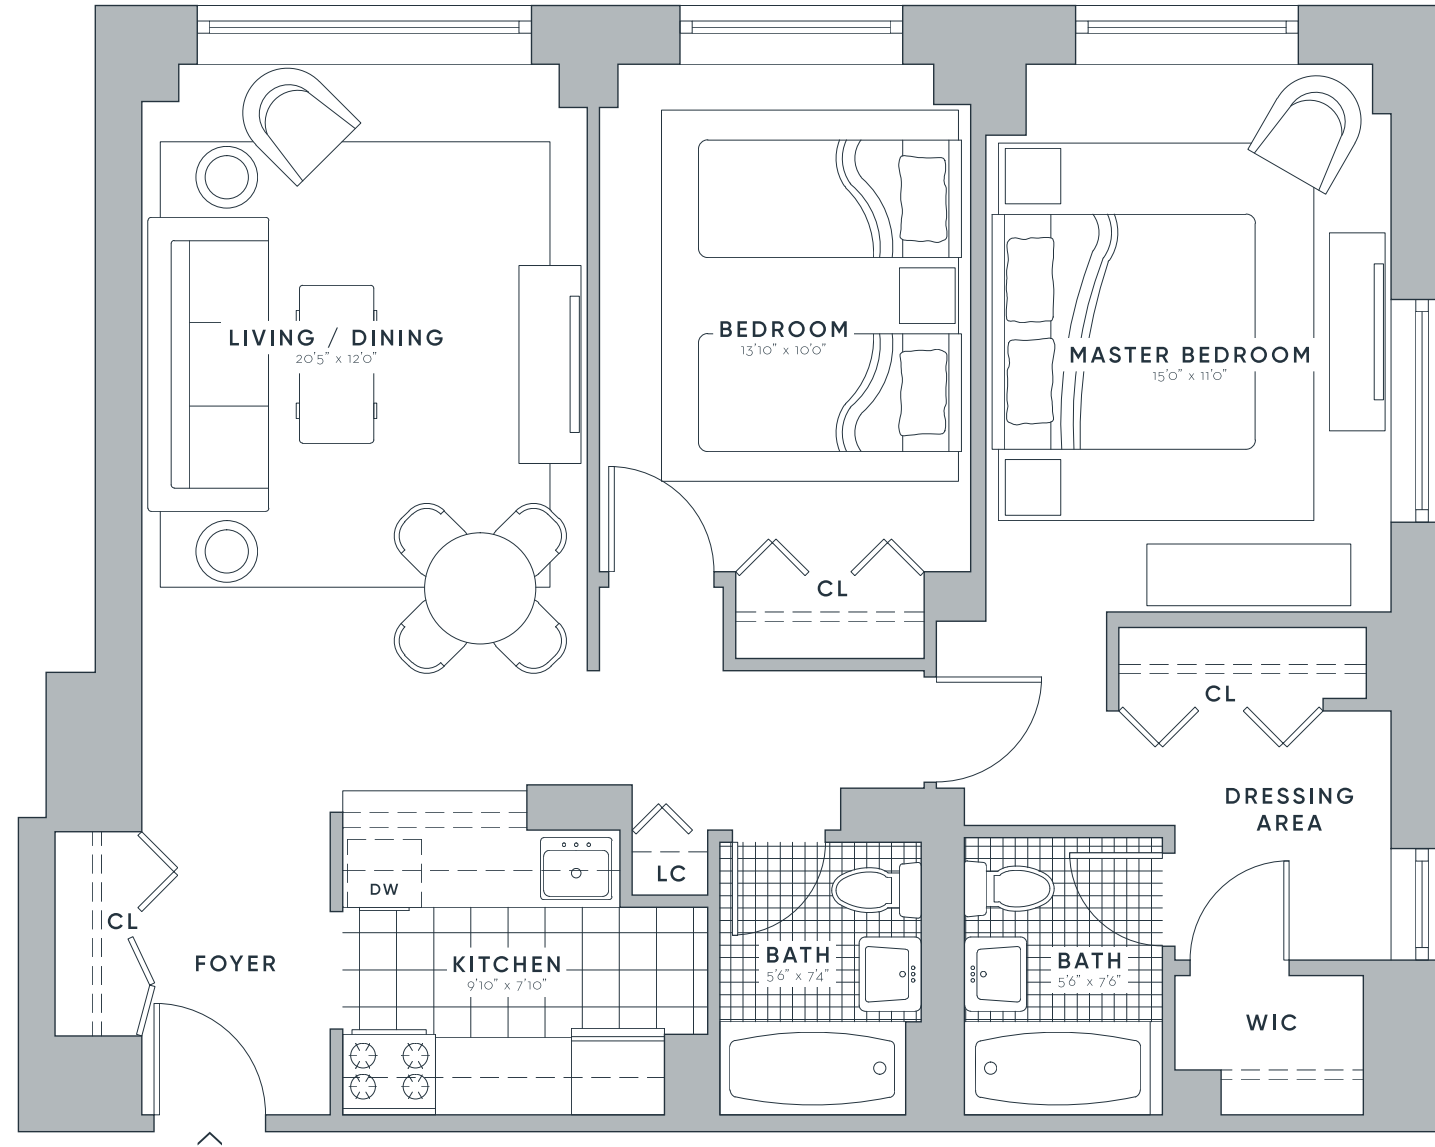 LIVING / DINING
20'5" x 12'0"
BEDROOM
13'10" x 10'0"
MASTER BEDROOM
15'0" x 11'0"
CL
CL
DRESSING
AREA
LC
DW
CL
FOYER
KITCHEN
9'10" x 7'10"
BATH
5'6" x 7'4"
BATH
5'6" x 7'6"
WIC